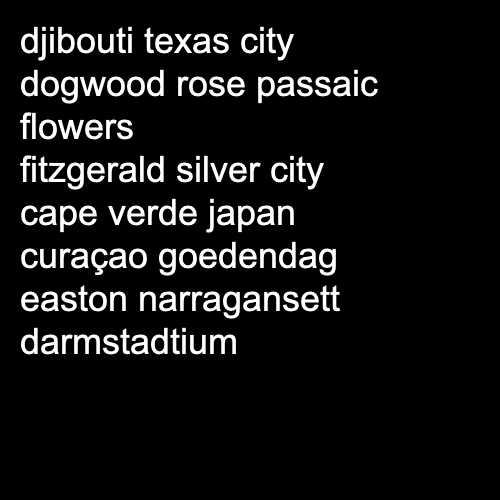 djibouti texas city
dogwood rose passaic
flowers
fitzgerald silver city
cape verde japan
curaçao goedendag
easton narragansett
darmstadtium